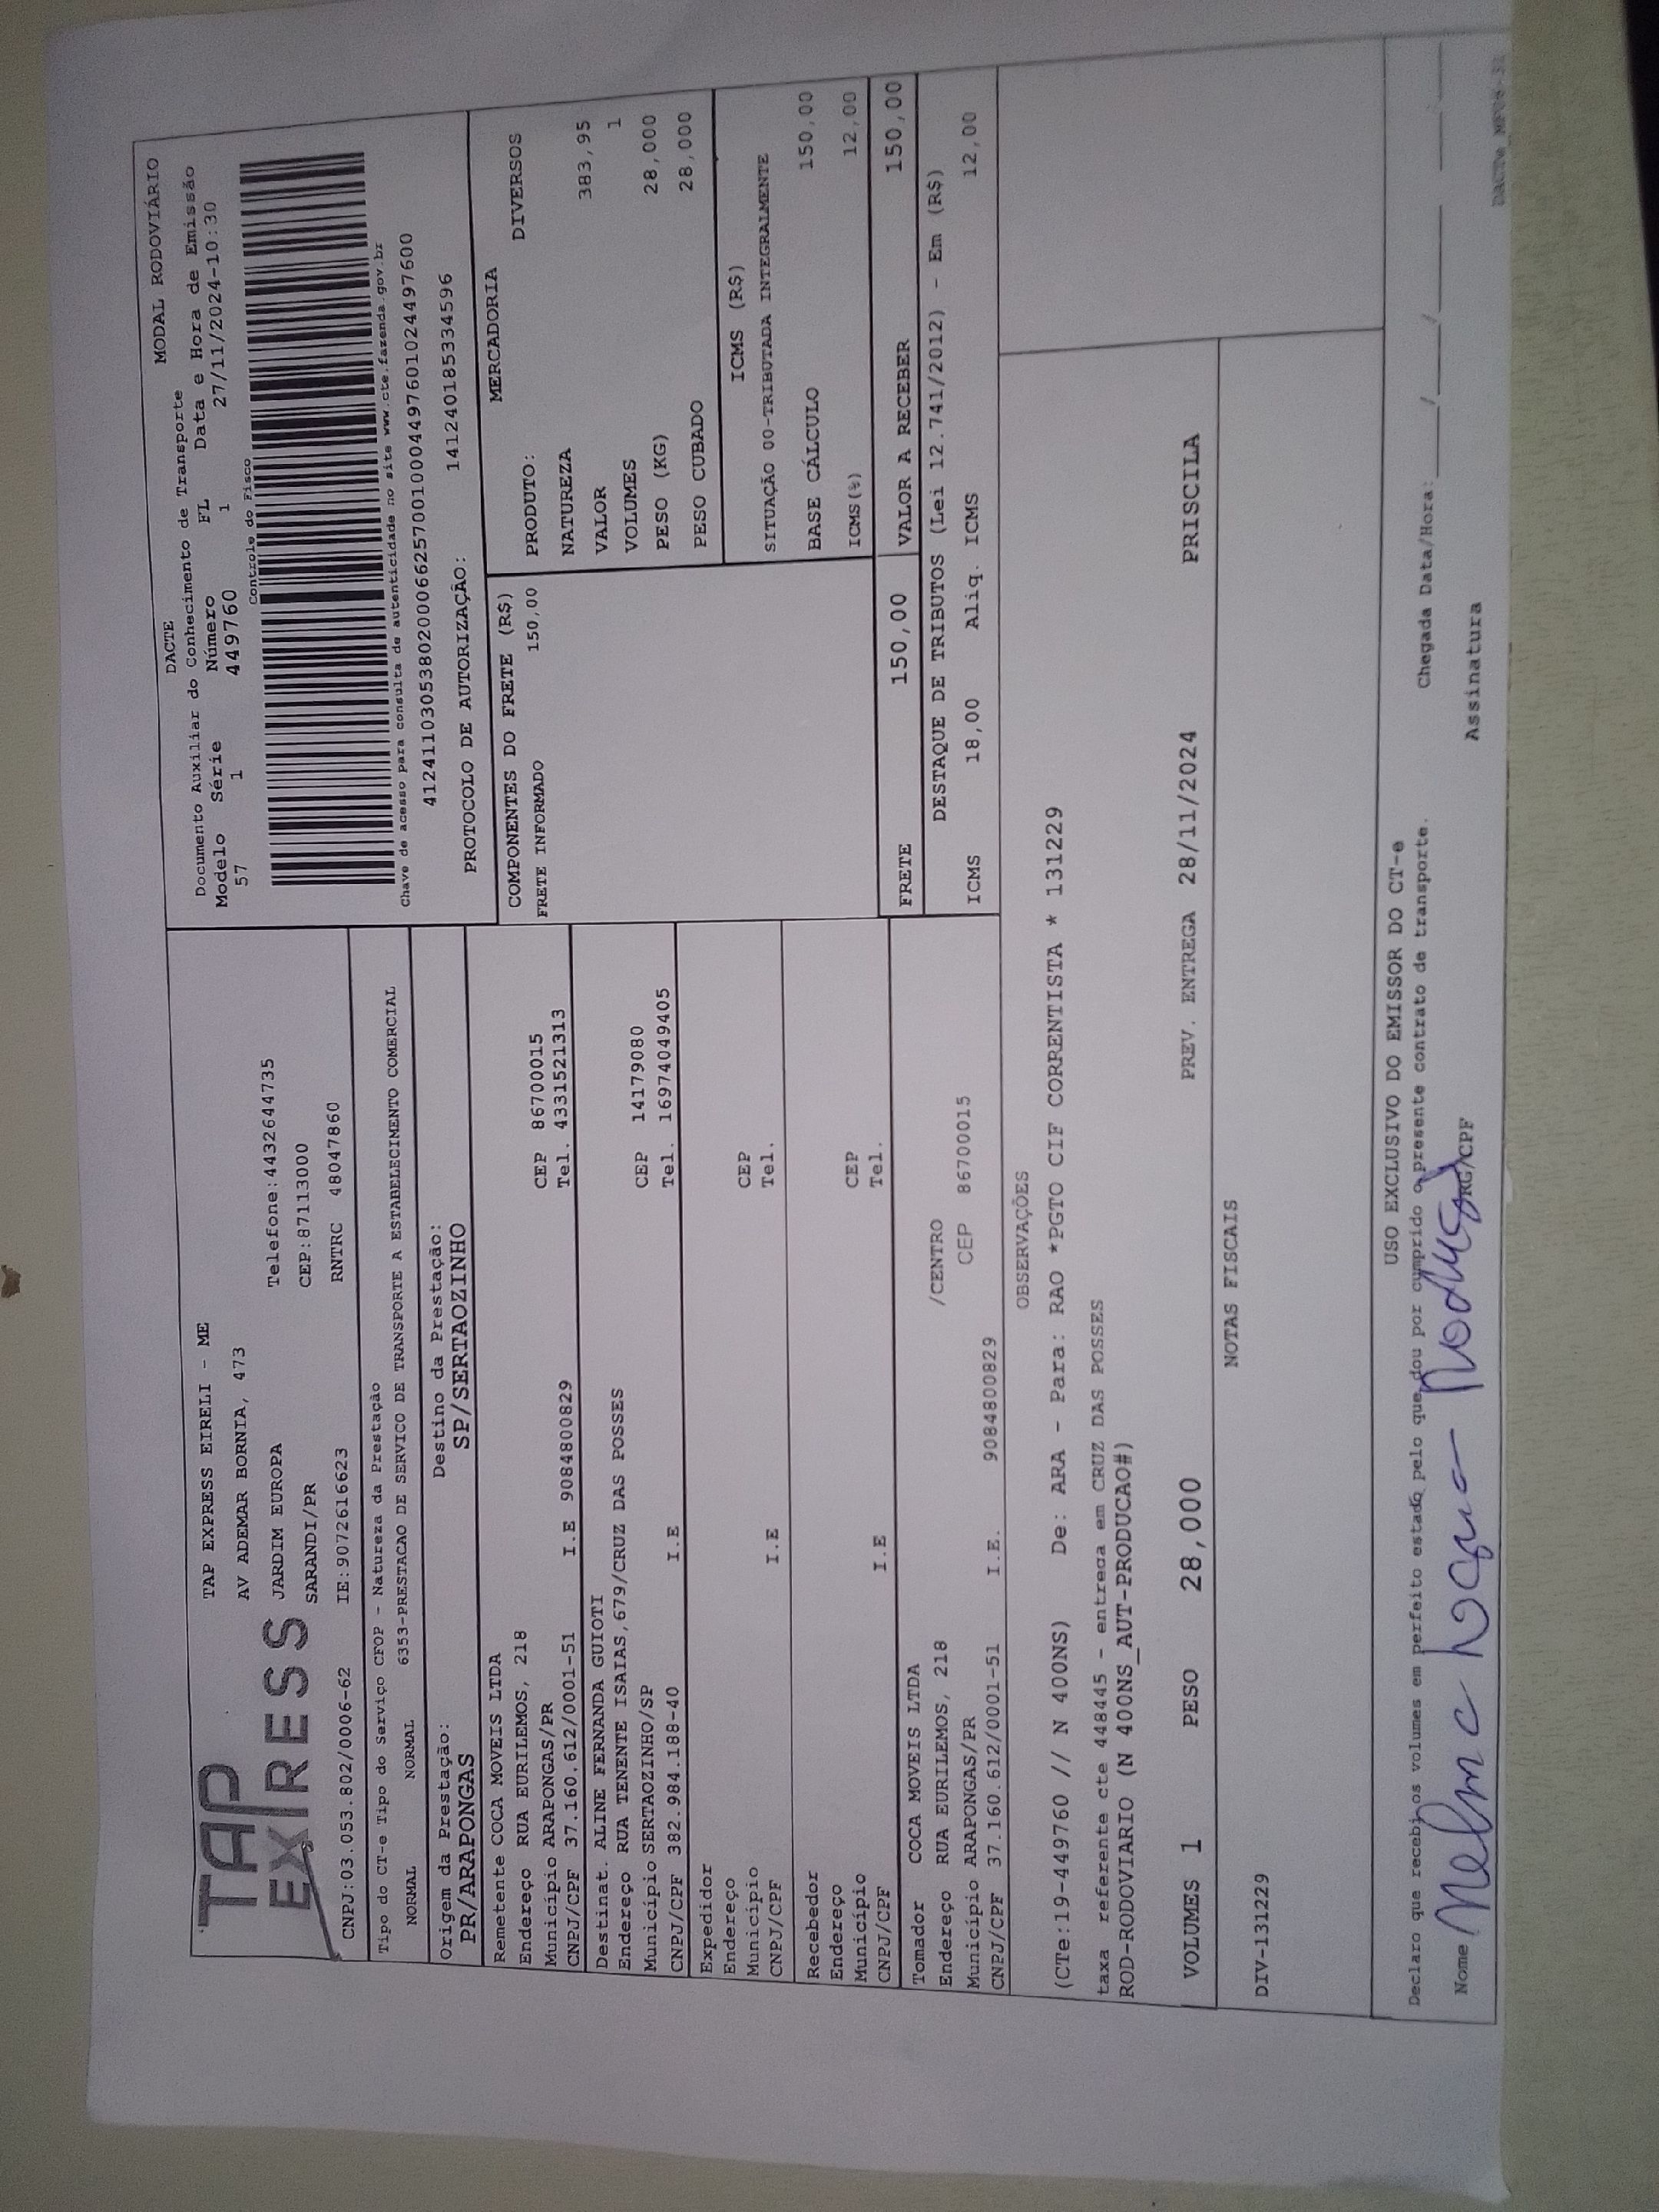 TAP
EXPRESS
TAP EXPRESS EIRELI - ME
AV ADEMAR BORNIA, 473
JARDIM EUROPA Telefone:4432644735
SARANDI/PR CEP:87113000
CNPJ:03.053.802/0006-62 IE:9072616623 RNTRC 48047860
DACTE MODAL RODOVIÁRIO
Documento Auxiliar do Conhecimento de Transporte
Modelo Série Número FL Data e Hora de Emissão
57 1 449760 1 27/11/2024-10:30
Controle do Fisco
Chave de acesso para consulta de autenticidade no site www.cte.fazenda.gov.br
41241103053802000662570010004497601024497600
PROTOCOLO DE AUTORIZAÇÃO: 141240185334596
Tipo do CT-e Tipo do Serviço CFOP - Natureza da Prestação
NORMAL NORMAL 6353-PRESTACAO DE SERVICO DE TRANSPORTE A ESTABELECIMENTO COMERCIAL
Origem da Prestação: Destino da Prestação:
PR/ARAPONGAS SP/SERTAOZINHO
Remetente COCA MOVEIS LTDA
Endereço RUA EURILEMOS, 218 CEP 86700015
Município ARAPONGAS/PR Tel. 4331521313
CNPJ/CPF 37.160.612/0001-51 I.E 9084800829
Destinat. ALINE FERNANDA GUIOTI
Endereço RUA TENENTE ISAIAS,679/CRUZ DAS POSSES
Município SERTAOZINHO/SP CEP 14179080
CNPJ/CPF 382.984.188-40 I.E Tel. 16974049405
Expedidor
Endereço
Município CEP
CNPJ/CPF I.E Tel.
Recebedor
Endereço
Município CEP
CNPJ/CPF I.E Tel.
Tomador COCA MOVEIS LTDA
Endereço RUA EURILEMOS, 218 /CENTRO
Município ARAPONGAS/PR CEP 86700015
CNPJ/CPF 37.160.612/0001-51 I.E. 9084800829
COMPONENTES DO FRETE (R$)
FRETE INFORMADO 150,00
MERCADORIA
PRODUTO: DIVERSOS
NATUREZA
VALOR 383,95
VOLUMES 1
PESO (KG) 28,000
PESO CUBADO 28,000
ICMS (R$)
SITUAÇÃO 00-TRIBUTADA INTEGRALMENTE
BASE CÁLCULO 150,00
ICMS(%) 12,00
FRETE 150,00 VALOR A RECEBER 150,00
DESTAQUE DE TRIBUTOS (Lei 12.741/2012) - Em (R$)
ICMS 18,00 Aliq. ICMS 12,00
OBSERVAÇÕES
(CTe:19-449760 // N 400NS) De: ARA - Para: RAO *PGTO CIF CORRENTISTA * 131229
taxa referente cte 448445 - entrega em CRUZ DAS POSSES
ROD-RODOVIARIO (N 400NS_AUT-PRODUCAO#)
VOLUMES 1 PESO 28,000 PREV. ENTREGA 28/11/2024 PRISCILA
NOTAS FISCAIS
DIV-131229
USO EXCLUSIVO DO EMISSOR DO CT-e
Declaro que recebi os volumes em perfeito estado pelo que dou por cumprido o presente contrato de transporte. Chegada Data/Hora: ____/____/____ ____:____
Nome RG/CPF Assinatura